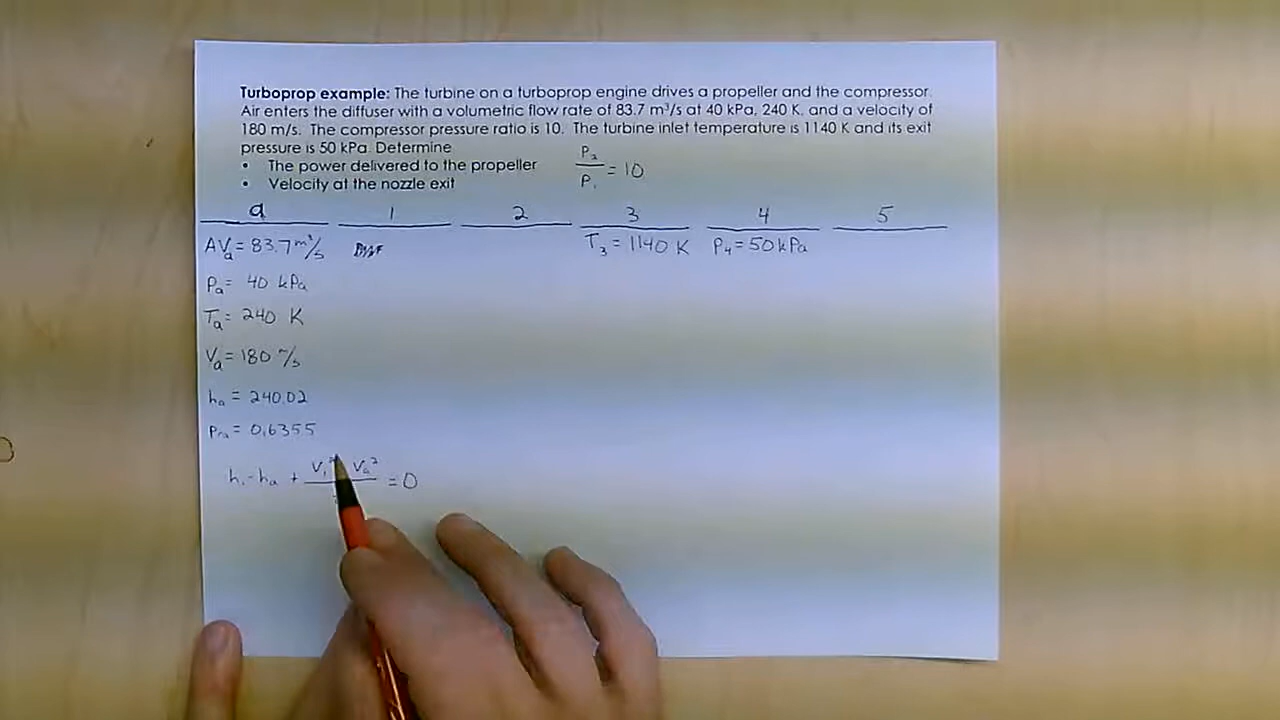 Turboprop example: The turbine on a turboprop engine drives a propeller and the compressor.
Air enters the diffuser with a volumetric flow rate of 83.7 m³/s at 40 kPa, 240 K, and a velocity of
180 m/s. The compressor pressure ratio is 10. The turbine inlet temperature is 1140 K and its exit
pressure is 50 kPa. Determine
• The power delivered to the propeller
• Velocity at the nozzle exit
P₂/P₁ = 10
a 1 2 3 4 5
AVₐ = 83.7 m³/s T₃ = 1140 K P₄ = 50 kPa
Pₐ = 40 kPa
Tₐ = 240 K
Vₐ = 180 m/s
hₐ = 240.02
Prₐ = 0.6355
h₁ - hₐ + V₁² Vₐ² = 0